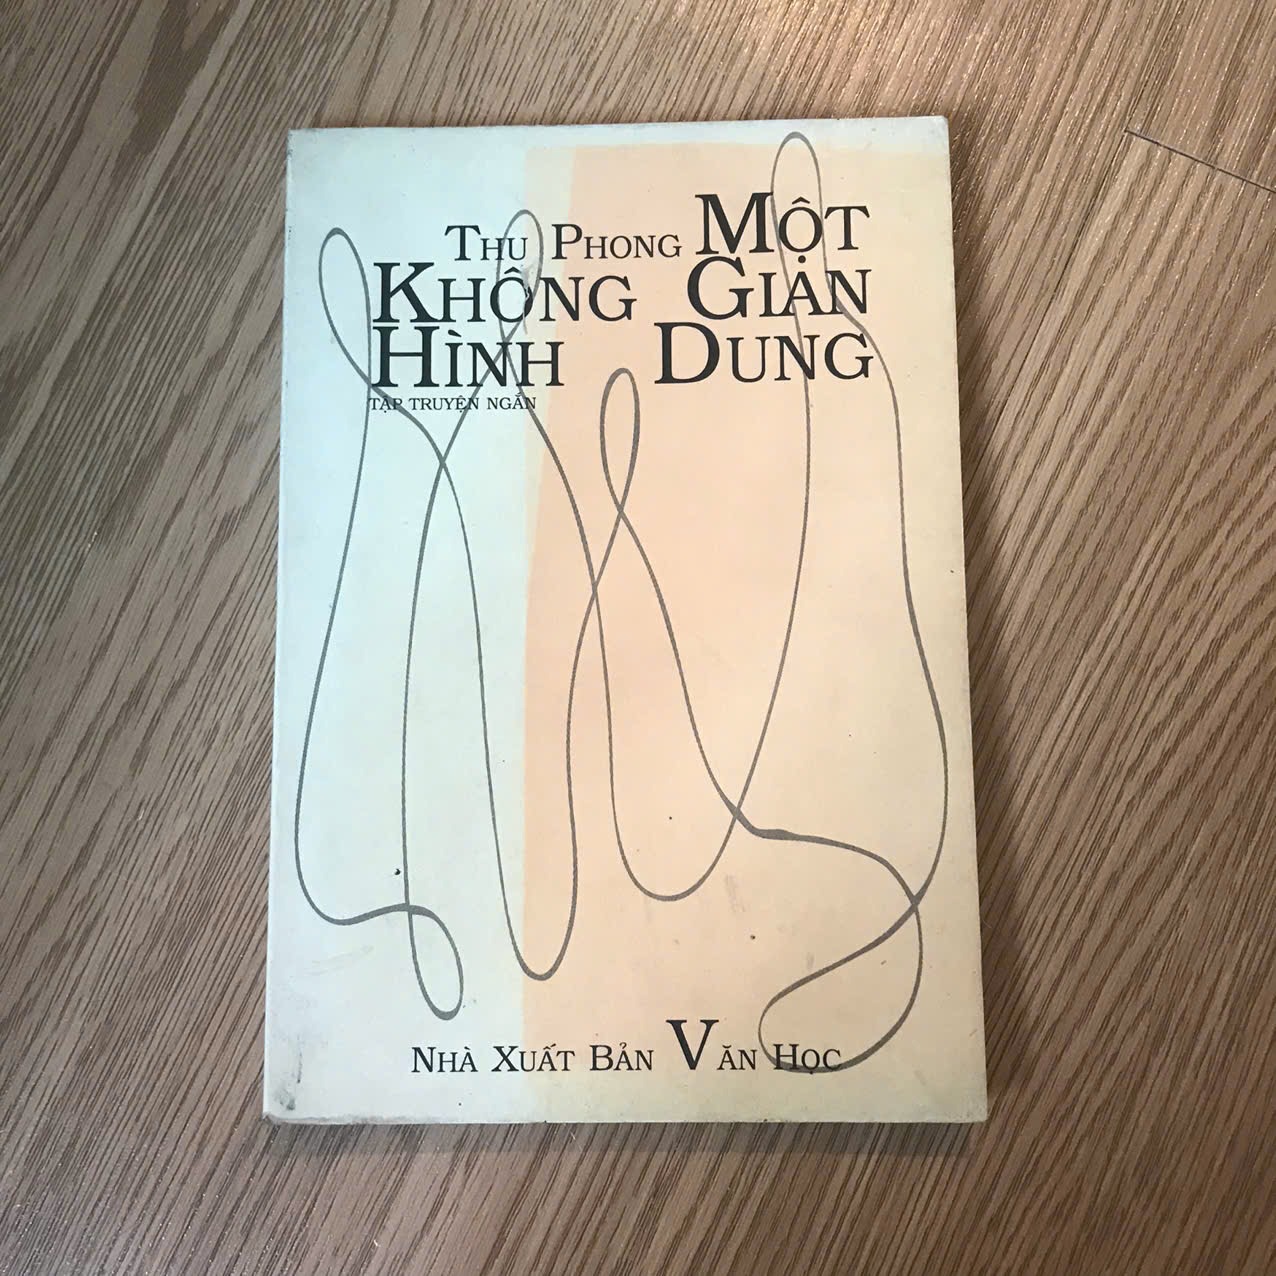 THU PHONG MỘT
KHÔNG GIAN
HÌNH DUNG
TẬP TRUYỆN NGẮN
NHÀ XUẤT BẢN VĂN HỌC